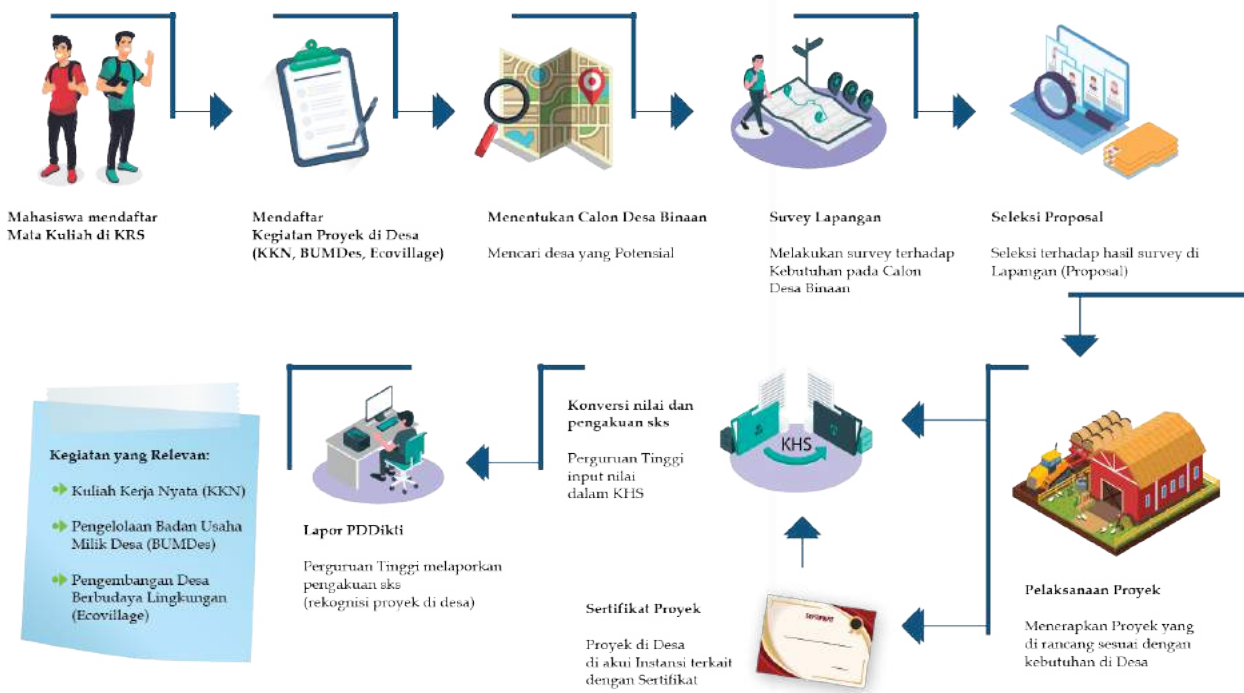 Mahasiswa mendaftar
Mata Kuliah di KRS
Mendaftar
Kegiatan Proyek di Desa
(KKN, BUMDes, Ecovillage)
Menentukan Calon Desa Binaan
Mencari desa yang Potensial
Suvey Lapangan
Melakukan survey terhadap
Kebutuhan pada Calon
Desa Binaan
Seleksi Proposal
Seleksi terhadap hasil survey di
Lapangan (Proposal)
Pelaksanaan Proyek
Menerapkan Proyek yang
di rancang sesuai dengan
kebutuhan di Desa
KHS
SERTIFIKAT
Sertifikat Proyek
Proyek di Desa
di akui Instansi terkait
dengan Sertifikat
Konversi nilai dan
pengakuan sks
Perguruan Tinggi
input nilai
dalam KHS
Lapor PDDikti
Perguruan Tinggi melaporkan
pengakuan sks
(rekognisi proyek di desa)
Kegiatan yang Relevan:
Kuliah Kerja Nyata (KKN)
Pengelolaan Badan Usaha
Milik Desa (BUMDes)
Pengembangan Desa
Berbudaya Lingkungan
(Ecovillage)